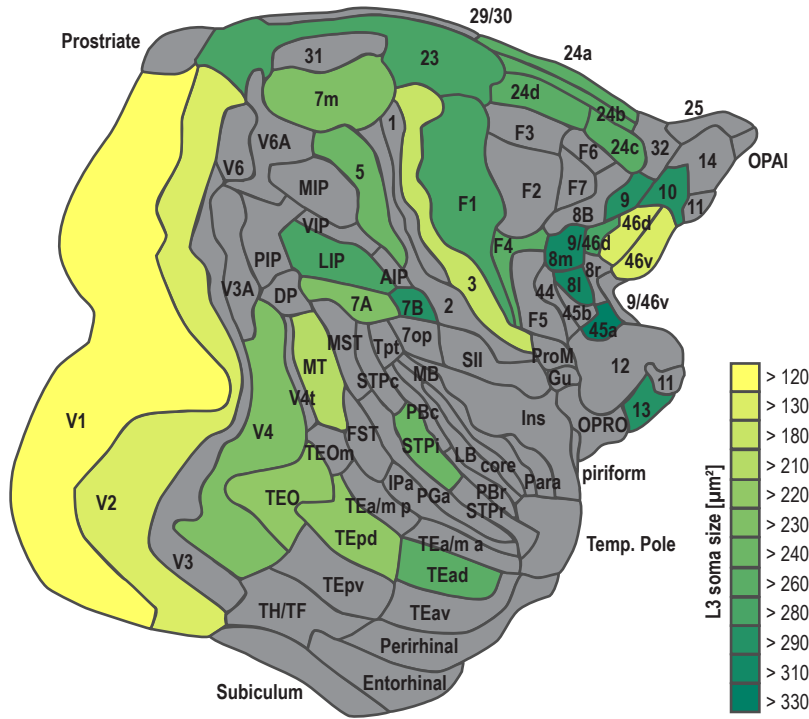 29/30
Prostriate
24a
31
23
7m
24d
24b
25
1
F3
V6A
24c
32
OPAI
F6
14
V6
5
MIP
F2
F7
9
10
11
F1
8B
46d
VIP
9/46d
PIP
LIP
F4
8m
46v
V3A
AIP
8r
3
8l
DP
44
7A
7B
2
9/46v
45b
F5
45a
MST
7op
Tpt
SII
ProM
12
MT
MB
Gu
11
STPc
V4t
PBc
Ins
13
V1
V4
FST
OPRO
STPi
TEOm
LB
core
piriform
IPa
Para
TEO
PGa
PBr
V2
TEa/m p
STPr
TEpd
TEa/m a
Temp. Pole
V3
TEad
TEpv
TH/TF
TEav
Perirhinal
Entorhinal
Subiculum
L3 soma size [µm²]
> 120
> 130
> 180
> 210
> 220
> 230
> 240
> 260
> 280
> 290
> 310
> 330